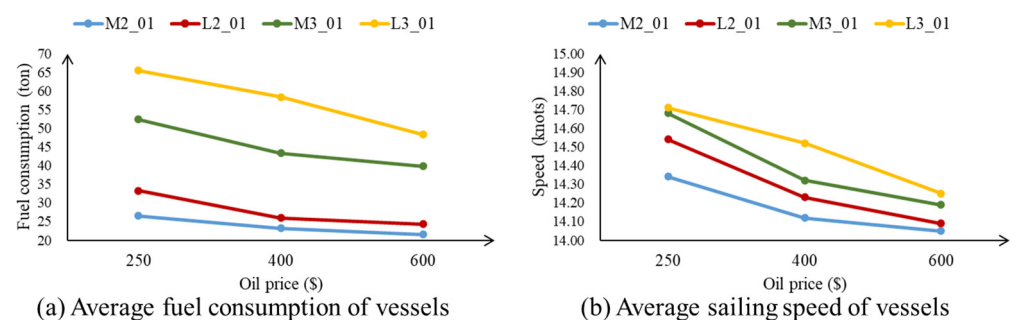 M2_01 L2_01 M3_01 L3_01
70
65
60
55
50
45
40
35
30
25
20
Fuel consumption (ton)
250 400 600
Oil price ($)
(a) Average fuel consumption of vessels
M2_01 L2_01 M3_01 L3_01
15.00
14.90
14.80
14.70
14.60
14.50
14.40
14.30
14.20
14.10
14.00
Speed (knots)
250 400 600
Oil price ($)
(b) Average sailing speed of vessels